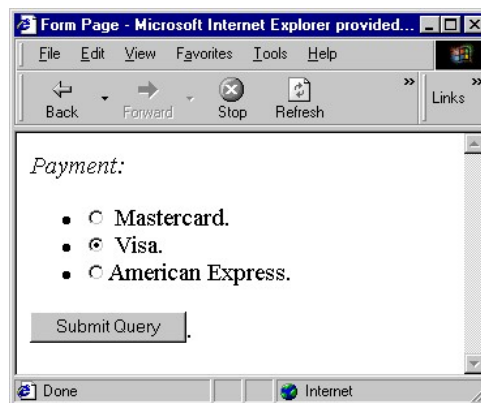 Form Page - Microsoft Internet Explorer provided...
File Edit View Favorites Tools Help
Back Forward Stop Refresh » Links »
Payment:
Mastercard.
Visa.
American Express.
Submit Query.
Done Internet